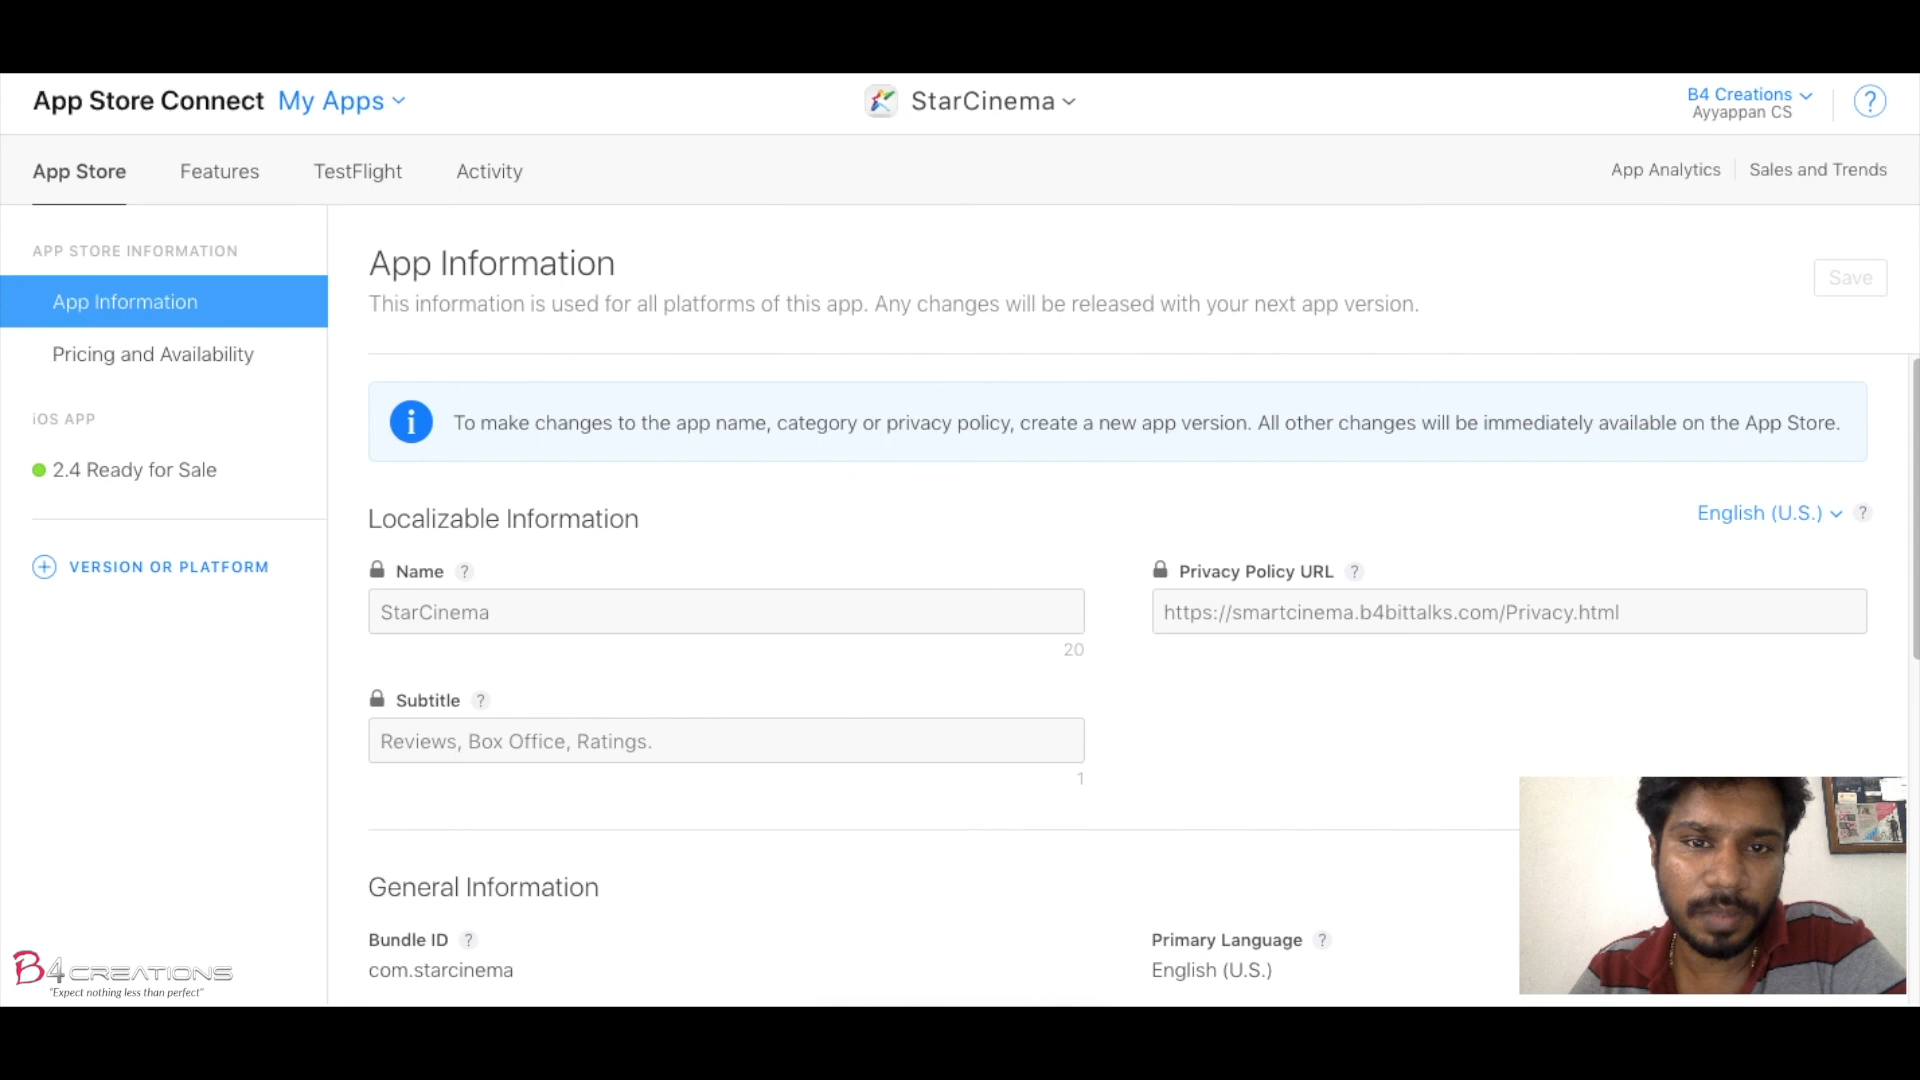 App Store Connect My Apps
StarCinema
B4 Creations
Ayyappan CS
?
App Store Features TestFlight Activity
App Analytics Sales and Trends
APP STORE INFORMATION
App Information
Pricing and Availability
iOS APP
2.4 Ready for Sale
VERSION OR PLATFORM
App Information
Save
This information is used for all platforms of this app. Any changes will be released with your next app version.
i To make changes to the app name, category or privacy policy, create a new app version. All other changes will be immediately available on the App Store.
Localizable Information
English (U.S.) ?
Name ?
StarCinema
20
Privacy Policy URL ?
https://smartcinema.b4bittalks.com/Privacy.html
Subtitle ?
Reviews, Box Office, Ratings.
1
General Information
Bundle ID ?
com.starcinema
Primary Language ?
English (U.S.)
B4CREATIONS
"Expect nothing less than perfect"